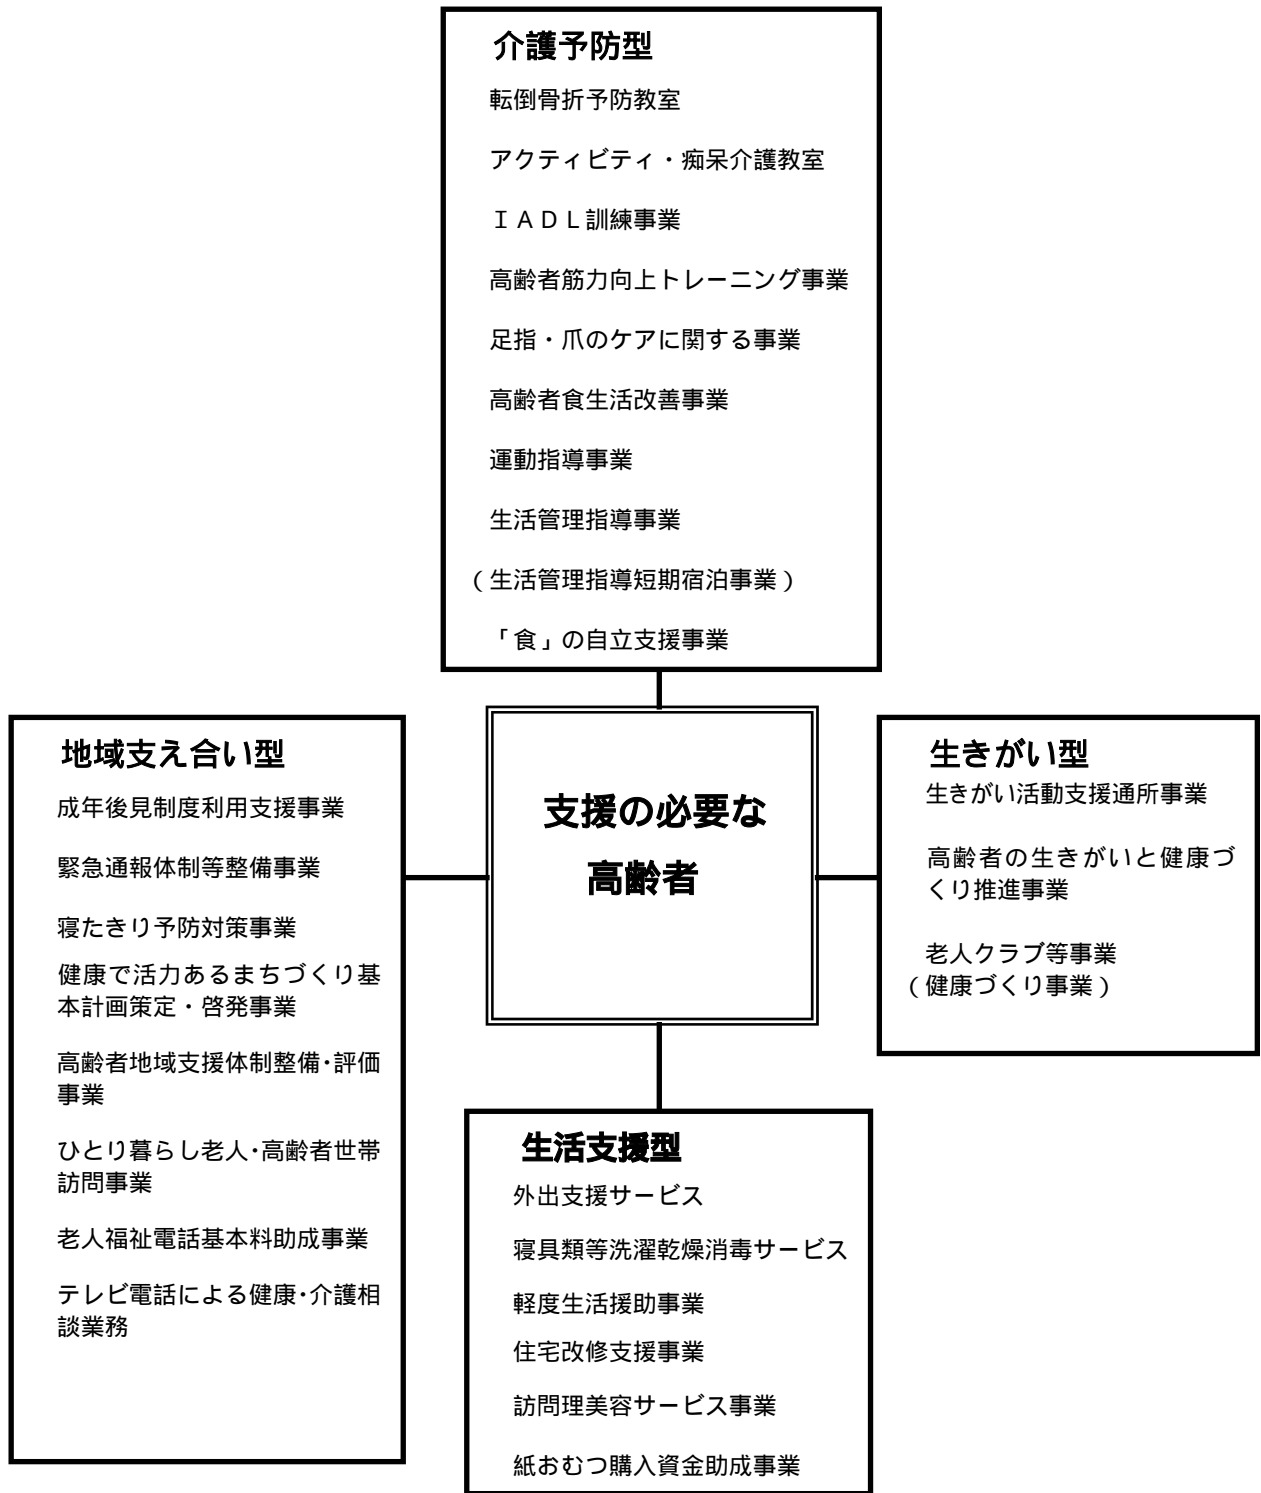 介護予防型
転倒骨折予防教室
アクティビティ・痴呆介護教室
ＩＡＤＬ訓練事業
高齢者筋力向上トレーニング事業
足指・爪のケアに関する事業
高齢者食生活改善事業
運動指導事業
生活管理指導事業
（生活管理指導短期宿泊事業）
「食」の自立支援事業
地域支え合い型
成年後見制度利用支援事業
緊急通報体制等整備事業
寝たきり予防対策事業
健康で活力あるまちづくり基
本計画策定・啓発事業
高齢者地域支援体制整備・評価
事業
ひとり暮らし老人・高齢者世帯
訪問事業
老人福祉電話基本料助成事業
テレビ電話による健康・介護相
談業務
支援の必要な
高齢者
生きがい型
生きがい活動支援通所事業
高齢者の生きがいと健康づ
くり推進事業
老人クラブ等事業
（健康づくり事業）
生活支援型
外出支援サービス
寝具類等洗濯乾燥消毒サービス
軽度生活援助事業
住宅改修支援事業
訪問理美容サービス事業
紙おむつ購入資金助成事業